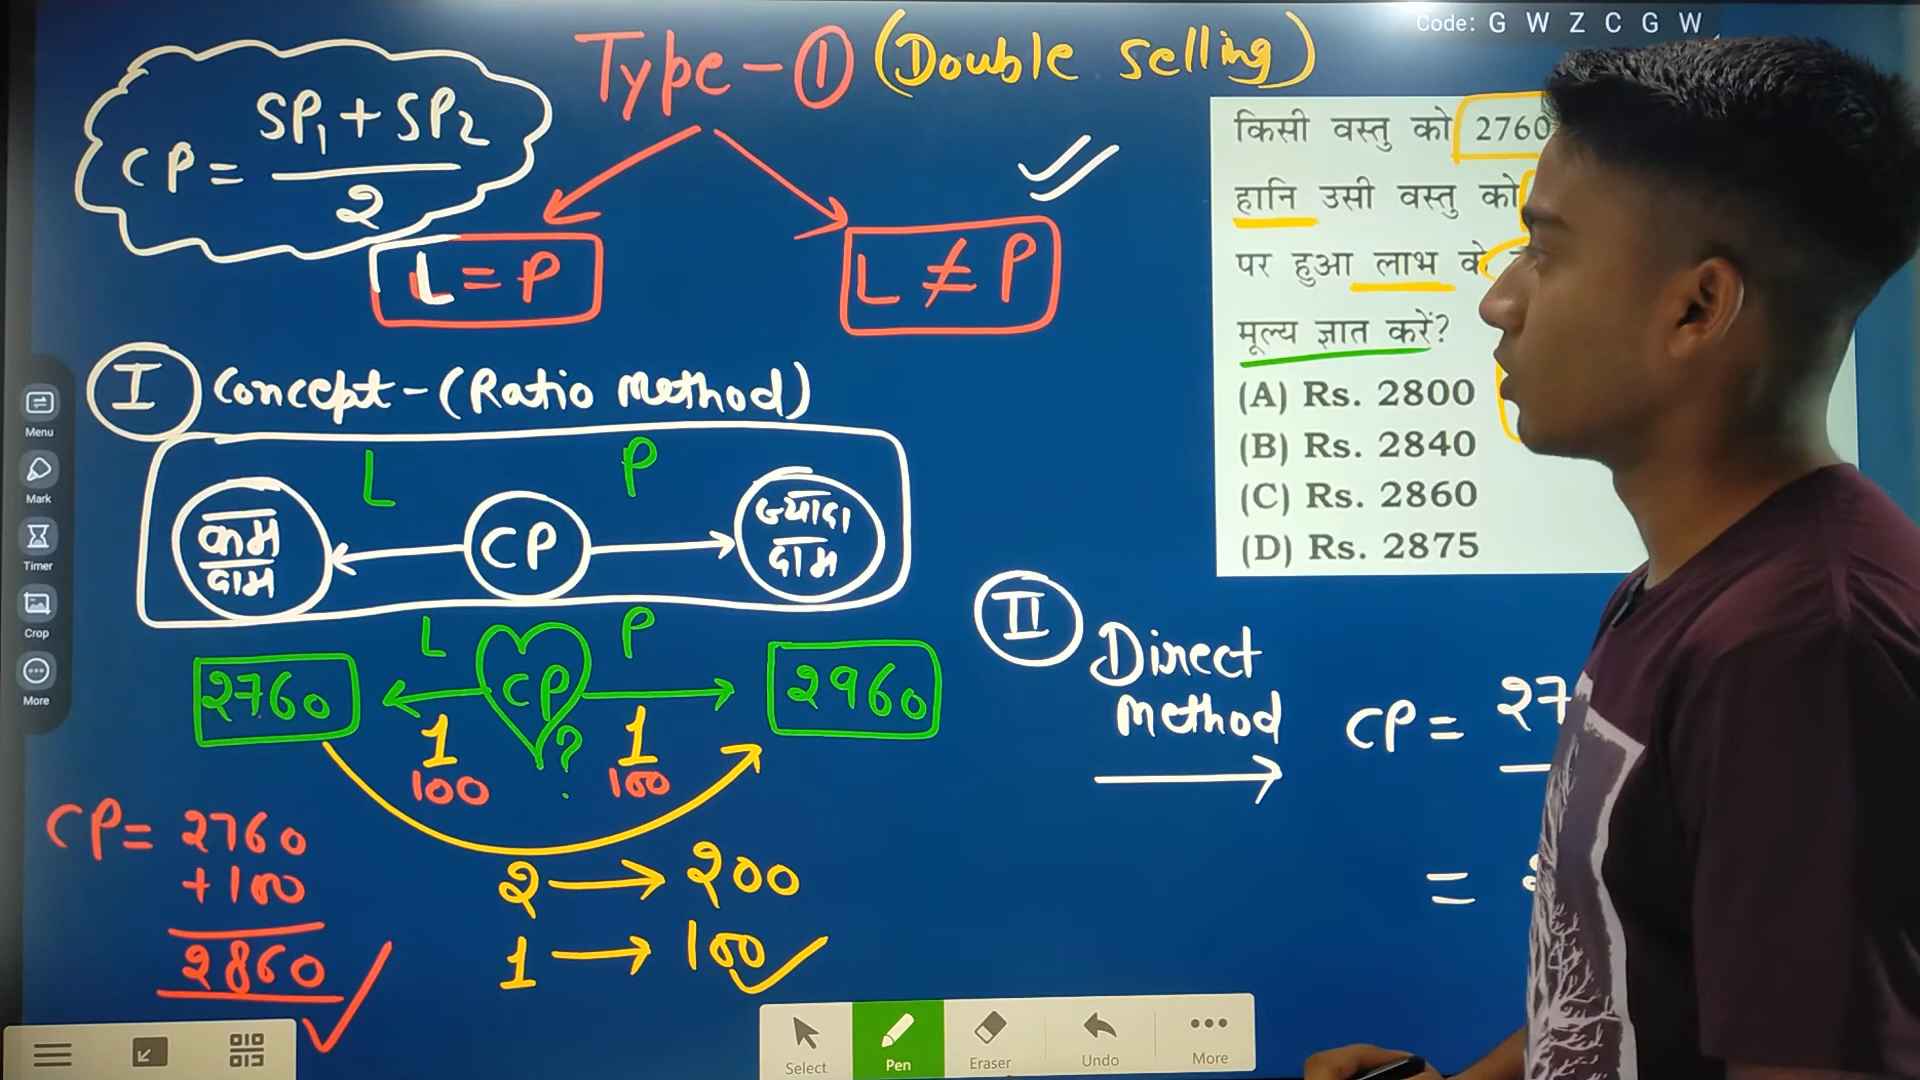 Code: G W Z C G W
Type-① (Double selling)
CP = SP₁ + SP₂ / 2
L = P
L ≠ P
किसी वस्तु को 2760
हानि उसी वस्तु को
पर हुआ लाभ के
मूल्य ज्ञात करें?
(A) Rs. 2800
(B) Rs. 2840
(C) Rs. 2860
(D) Rs. 2875
I Concept - (Ratio Method)
L P
कम दाम CP ज्यादा दाम
L P
2760 CP ? 2960
1 1
100 100
CP = 2760
+100
2860
2 → 200
1 → 100
II Direct Method
CP = 27
=
Menu
Mark
Timer
Crop
More
Select Pen Eraser Undo More